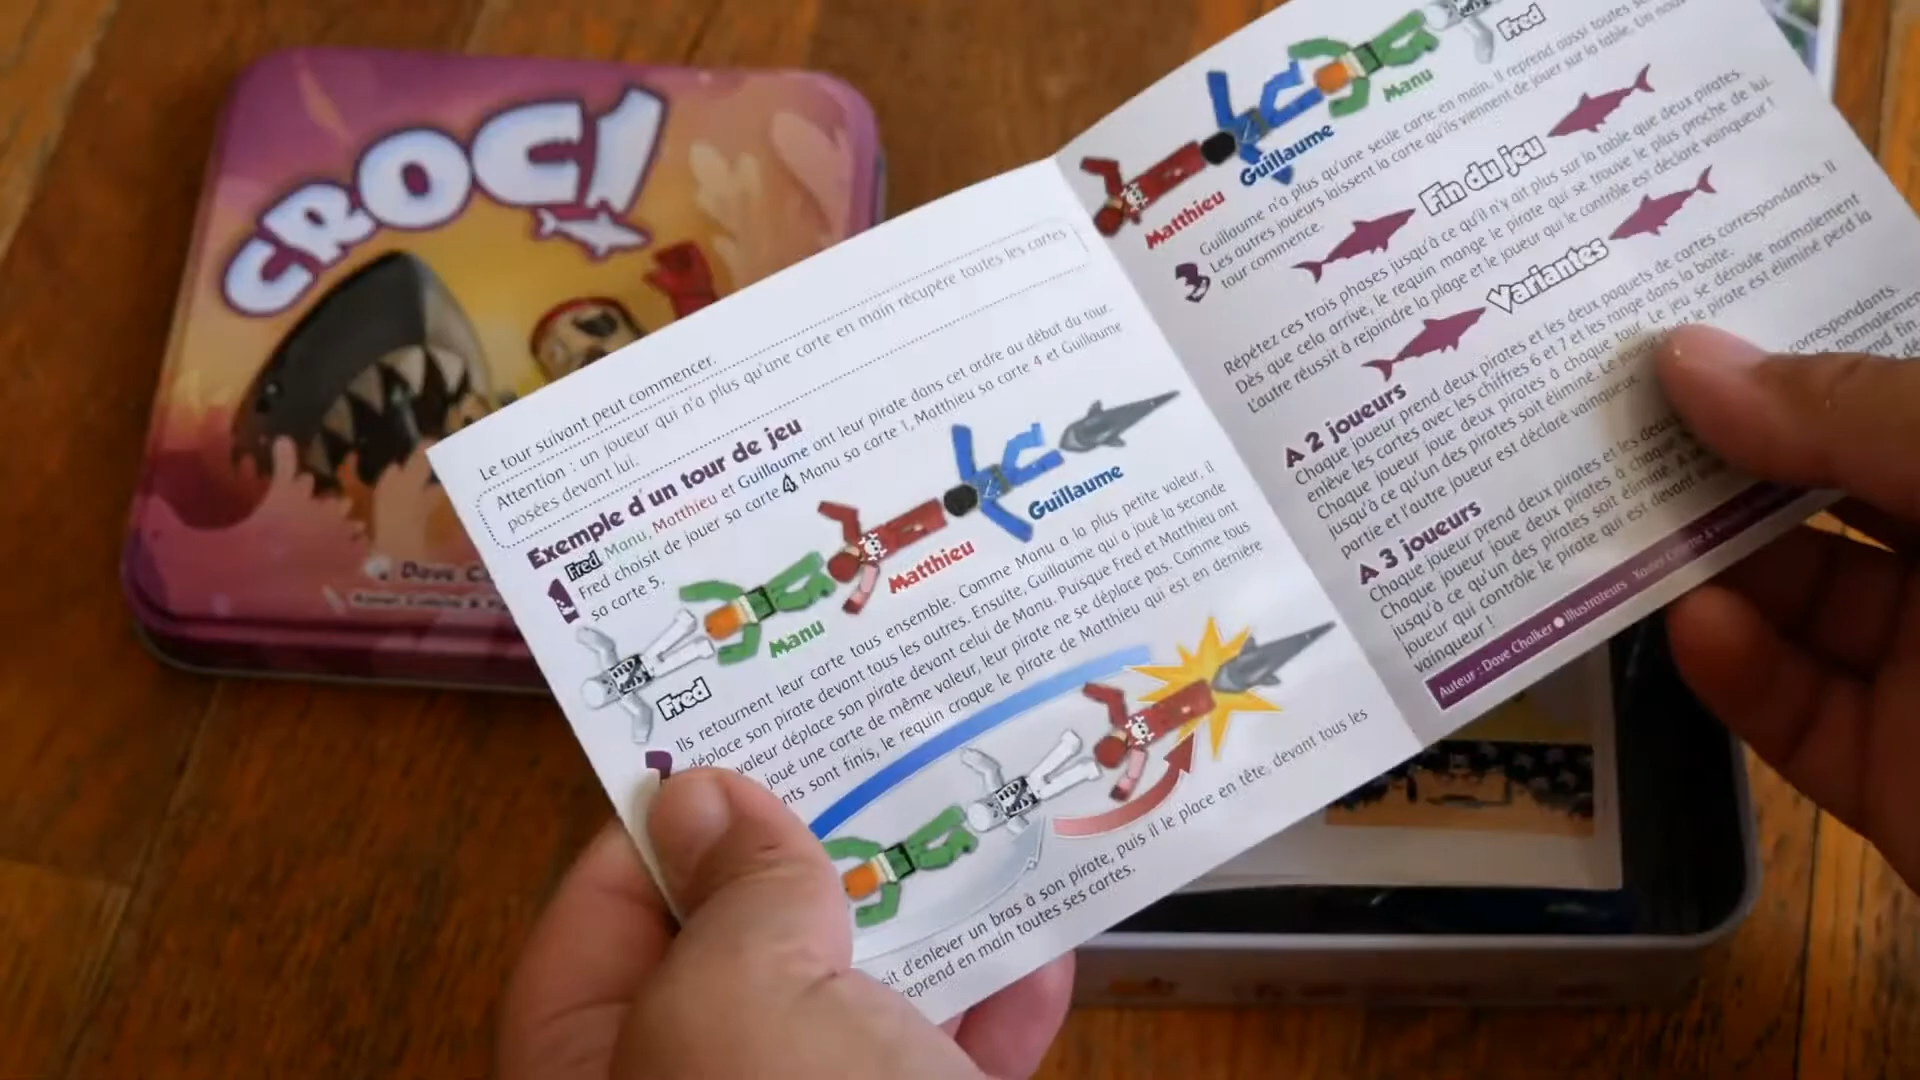 CROC!
Dave C
Le tour suivant peut commencer.
Attention : un joueur qui n'a plus qu'une carte en main récupère toutes les cartes
posées devant lui.
Exemple d'un tour de jeu
1 Fred, Manu, Matthieu et Guillaume ont leur pirate dans cet ordre au début du tour.
Fred choisit de jouer sa carte 4, Manu sa carte 1, Matthieu sa carte 4 et Guillaume
sa carte 5.
Fred
Manu
Matthieu
Guillaume
Ils retournent leur carte tous ensemble. Comme Manu a la plus petite valeur, il
déplace son pirate devant tous les autres. Ensuite, Guillaume qui a joué la seconde
valeur déplace son pirate devant celui de Manu. Puisque Fred et Matthieu ont
joué une carte de même valeur, leur pirate ne se déplace pas. Comme tous
nts sont finis, le requin croque le pirate de Matthieu qui est en dernière
sit d'enlever un bras à son pirate, puis il le place en tête, devant tous les
reprend en main toutes ses cartes.
Matthieu
Guillaume
Manu
Fred
3 Guillaume n'a plus qu'une seule carte en main. Il reprend aussi toutes se
Les autres joueurs laissent la carte qu'ils viennent de jouer sur la table. Un nouv
tour commence.
Fin du jeu
Répétez ces trois phases jusqu'à ce qu'il n'y ait plus sur la table que deux pirates.
Dès que cela arrive, le requin mange le pirate qui se trouve le plus proche de lui.
L'autre réussit à rejoindre la plage et le joueur qui le contrôle est déclaré vainqueur !
Variantes
A 2 joueurs
Chaque joueur prend deux pirates et les deux paquets de cartes correspondants. Il
enlève les cartes avec les chiffres 6 et 7 et les range dans la boite.
Chaque joueur joue deux pirates à chaque tour. Le jeu se déroule normalement
jusqu'à ce qu'un des pirates soit éliminé. Le joueur dont le pirate est éliminé perd la
partie et l'autre joueur est déclaré vainqueur.
A 3 joueurs
Chaque joueur prend deux pirates et les deux correspondants.
Chaque joueur joue deux pirates à chaque normalement
jusqu'à ce qu'un des pirates soit éliminé. A
joueur qui contrôle le pirate qui est devant
vainqueur !
Auteur : Dave Chalker ● Illustrateurs Xavier Collette &